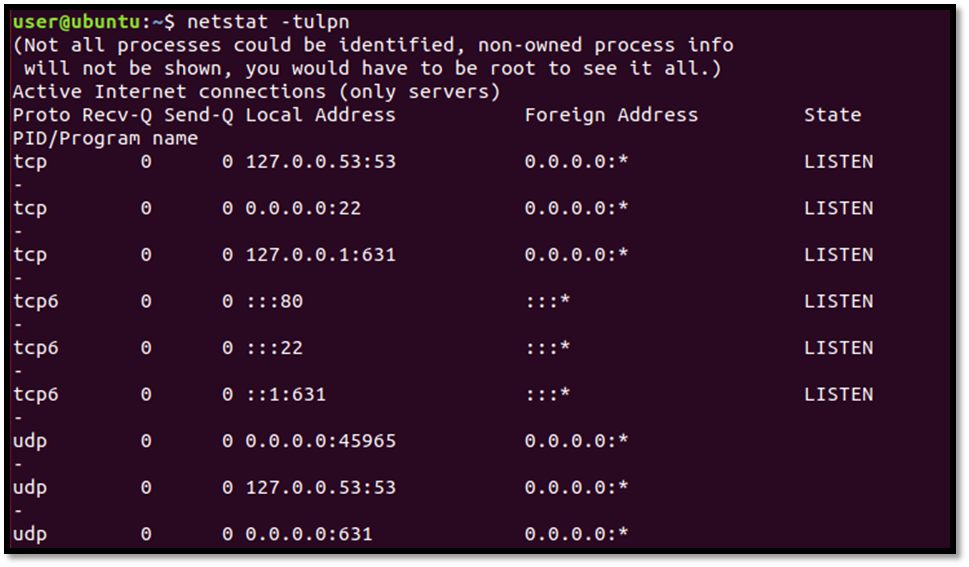 user@ubuntu:~$ netstat -tulpn
(Not all processes could be identified, non-owned process info
 will not be shown, you would have to be root to see it all.)
Active Internet connections (only servers)
Proto Recv-Q Send-Q Local Address           Foreign Address         State
PID/Program name
tcp        0      0 127.0.0.53:53           0.0.0.0:*               LISTEN
-
tcp        0      0 0.0.0.0:22              0.0.0.0:*               LISTEN
-
tcp        0      0 127.0.0.1:631           0.0.0.0:*               LISTEN
-
tcp6       0      0 :::80                   :::*                    LISTEN
-
tcp6       0      0 :::22                   :::*                    LISTEN
-
tcp6       0      0 ::1:631                 :::*                    LISTEN
-
udp        0      0 0.0.0.0:45965           0.0.0.0:*
-
udp        0      0 127.0.0.53:53           0.0.0.0:*
-
udp        0      0 0.0.0.0:631             0.0.0.0:*